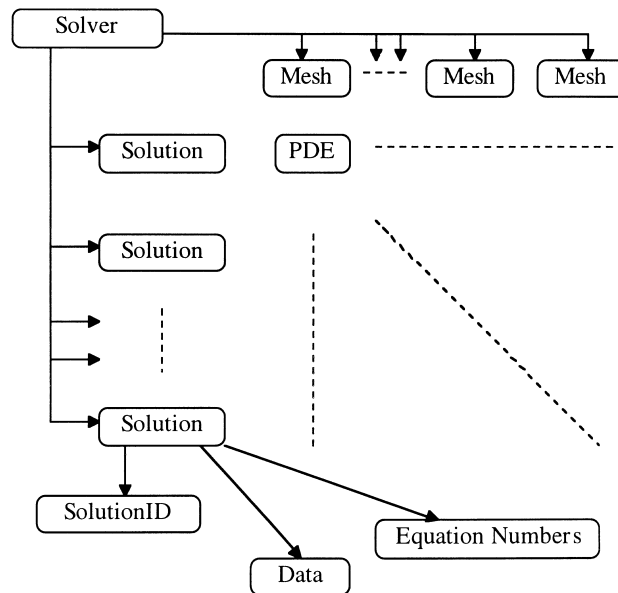 Solver
Mesh
Mesh
Mesh
Solution
PDE
Solution
Solution
SolutionID
Equation Numbers
Data